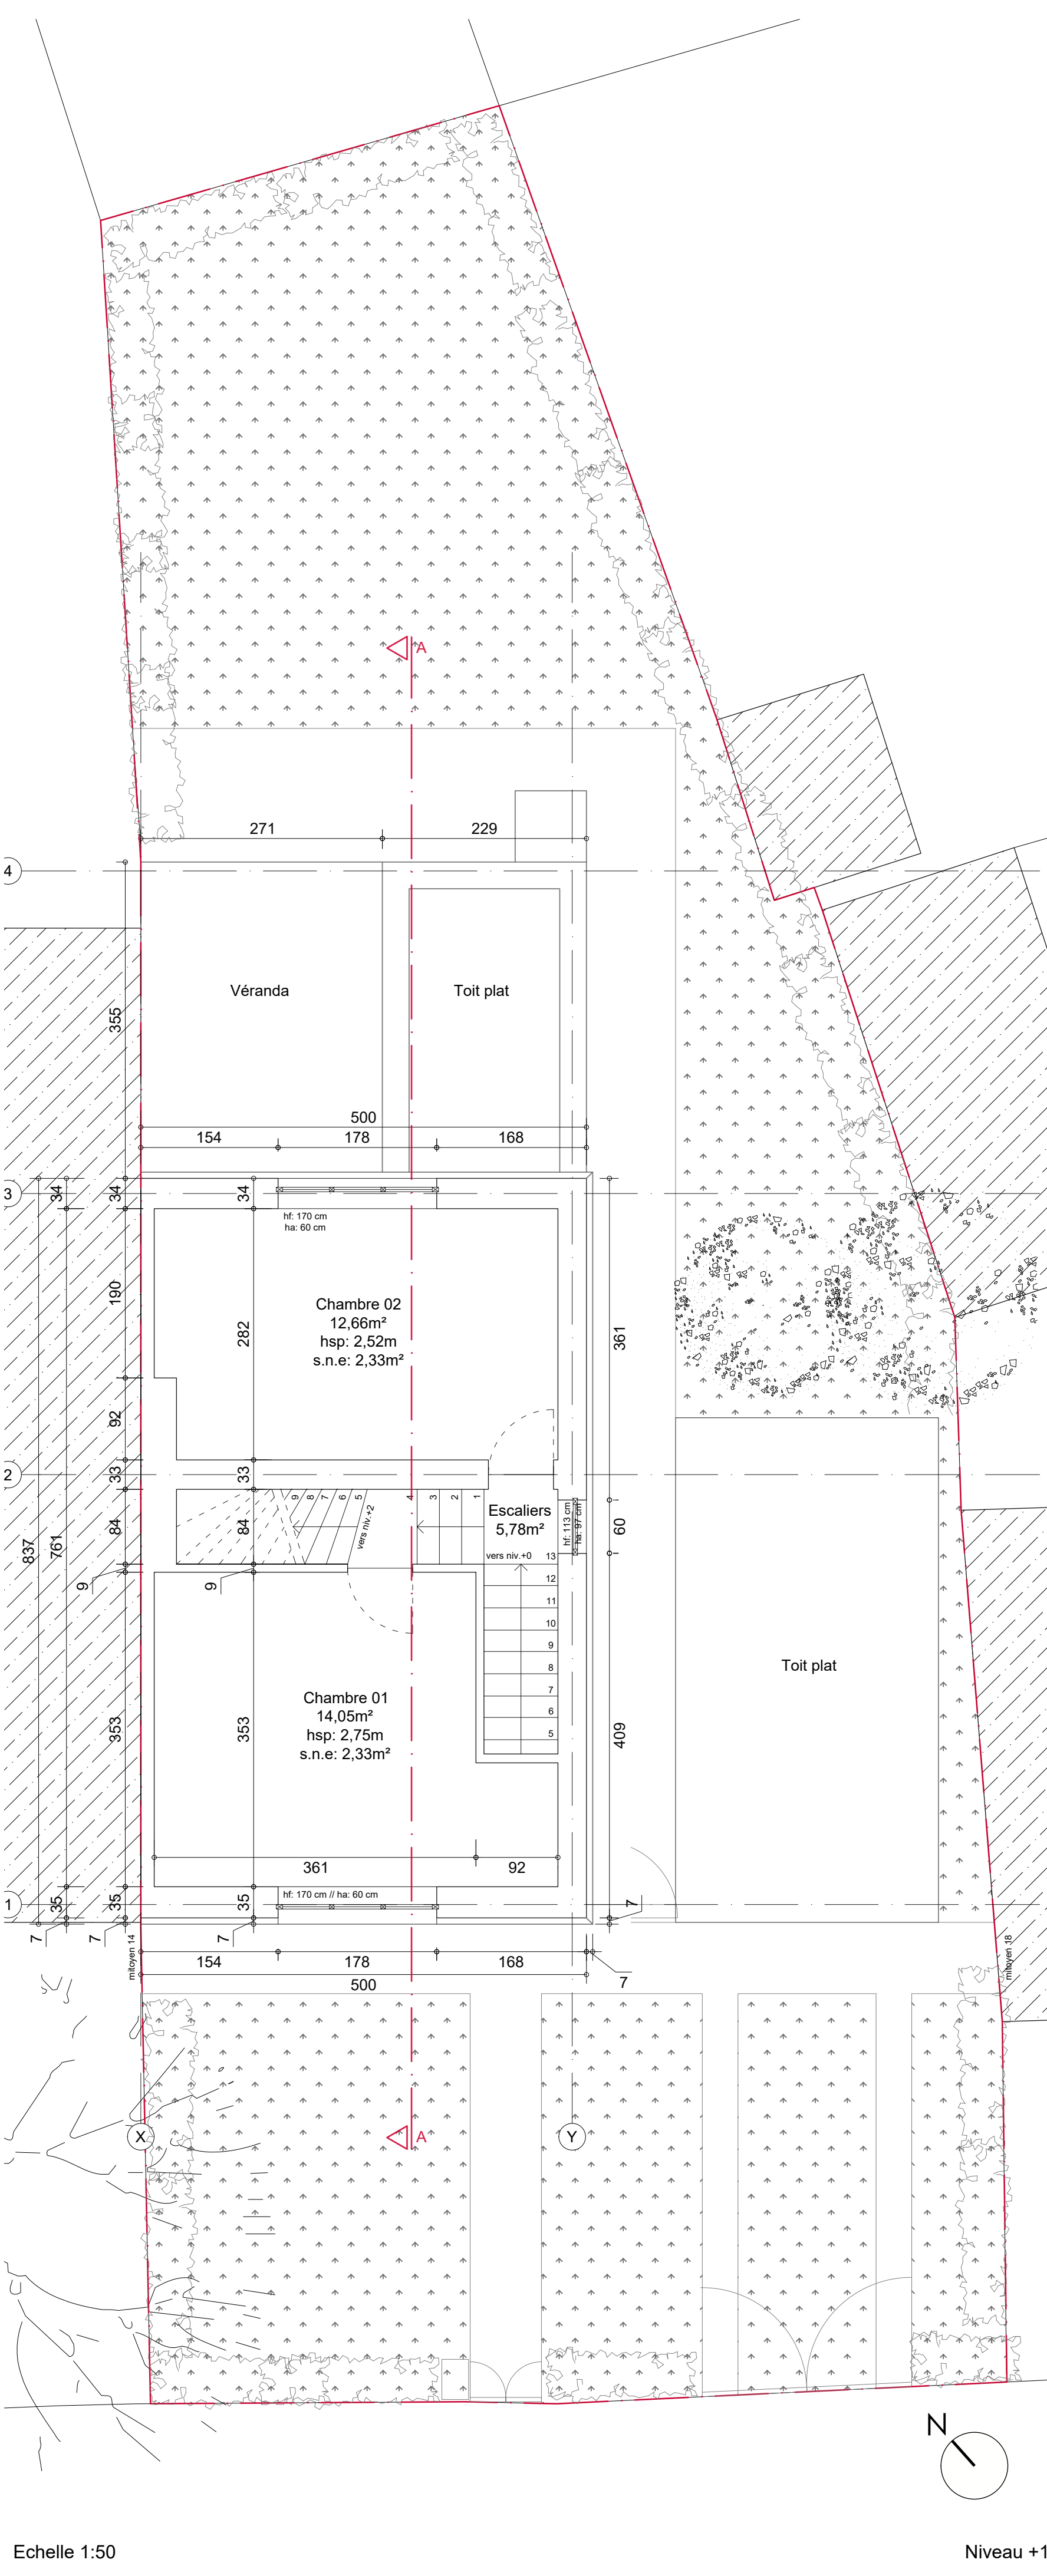 A
271
229
4
355
Véranda
Toit plat
500
154
178
168
3
34
34
34
hf: 170 cm
ha: 60 cm
190
282
Chambre 02
12,66m²
hsp: 2,52m
s.n.e: 2,33m²
361
92
2
33
33
9
8
7
6
5
4
3
2
1
vers niv.+2
Escaliers
5,78m²
hf: 113 cm
ha: 97 cm
60
84
84
vers niv.+0
13
12
11
10
9
8
7
6
5
837
761
9
9
Toit plat
353
353
Chambre 01
14,05m²
hsp: 2,75m
s.n.e: 2,33m²
409
361
92
hf: 170 cm // ha: 60 cm
1
35
35
35
7
7
7
7
mitoyen 14
mitoyen 18
154
178
168
500
7
X
A
Y
N
Echelle 1:50
Niveau +1